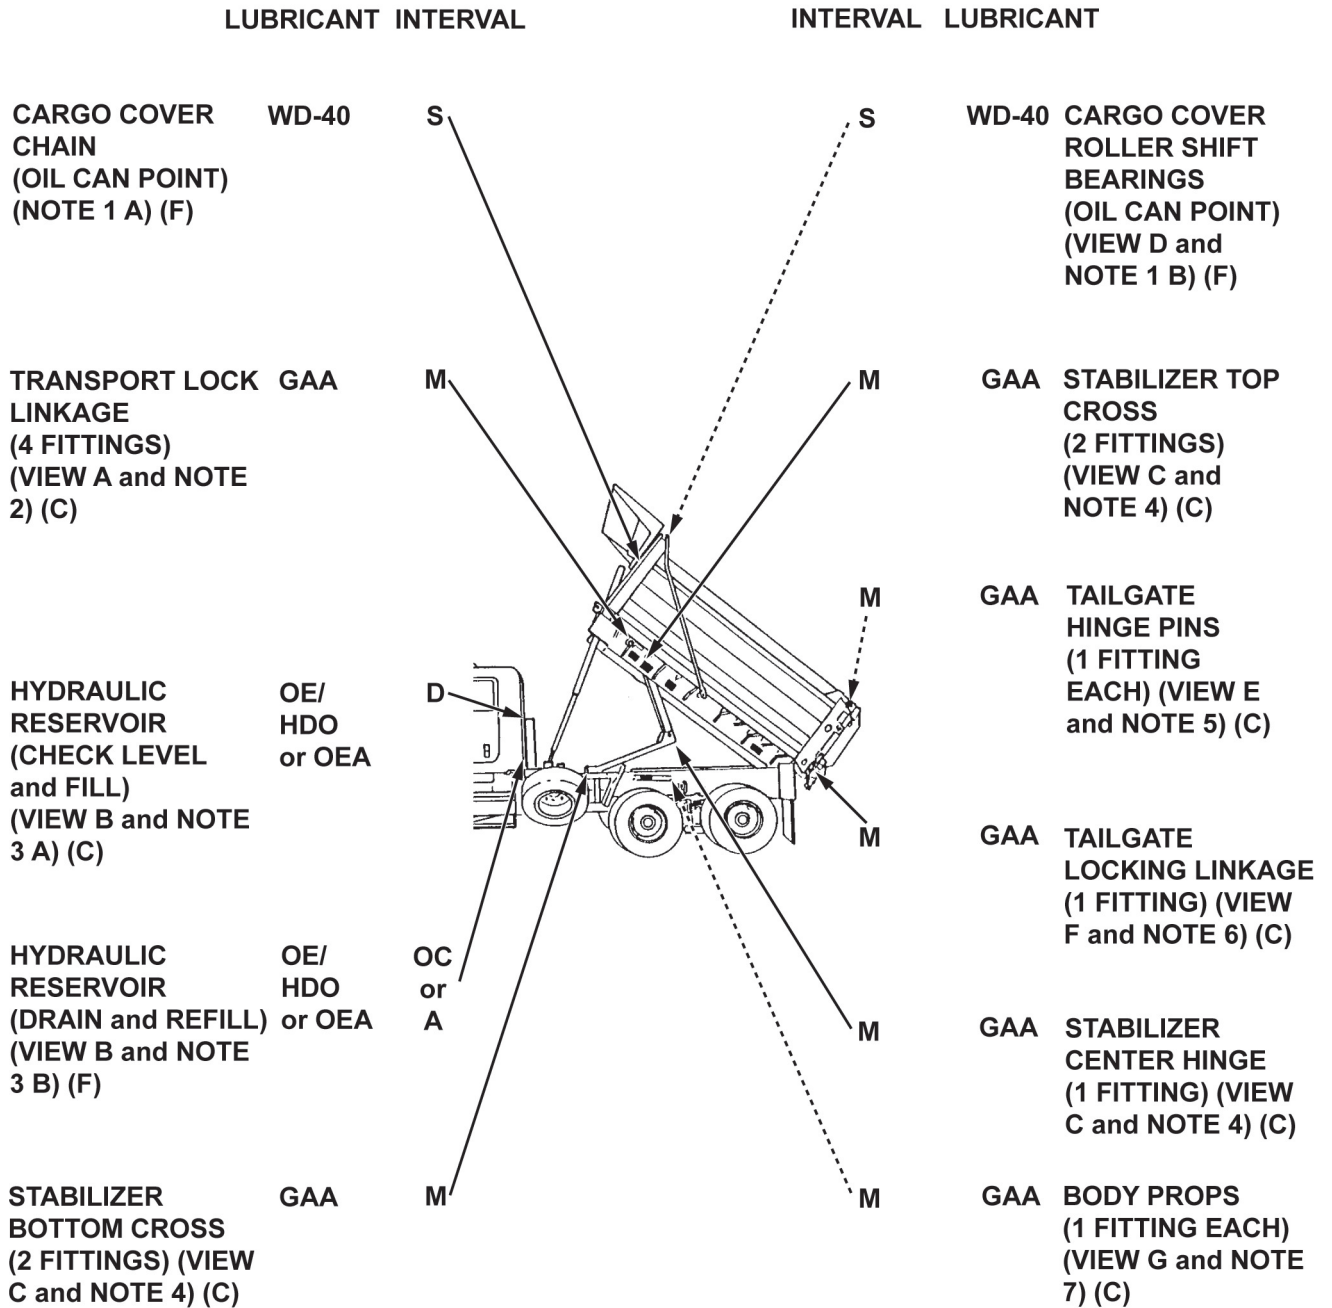 LUBRICANT INTERVAL
INTERVAL LUBRICANT
CARGO COVER
CHAIN
(OIL CAN POINT)
(NOTE 1 A) (F)
WD-40
S
TRANSPORT LOCK
LINKAGE
(4 FITTINGS)
(VIEW A and NOTE
2) (C)
GAA
M
HYDRAULIC
RESERVOIR
(CHECK LEVEL
and FILL)
(VIEW B and NOTE
3 A) (C)
OE/
HDO
or OEA
D
HYDRAULIC
RESERVOIR
(DRAIN and REFILL)
(VIEW B and NOTE
3 B) (F)
OE/
HDO
or OEA
OC
or
A
STABILIZER
BOTTOM CROSS
(2 FITTINGS) (VIEW
C and NOTE 4) (C)
GAA
M
S
WD-40
CARGO COVER
ROLLER SHIFT
BEARINGS
(OIL CAN POINT)
(VIEW D and
NOTE 1 B) (F)
M
GAA
STABILIZER TOP
CROSS
(2 FITTINGS)
(VIEW C and
NOTE 4) (C)
M
GAA
TAILGATE
HINGE PINS
(1 FITTING
EACH) (VIEW E
and NOTE 5) (C)
M
GAA
TAILGATE
LOCKING LINKAGE
(1 FITTING) (VIEW
F and NOTE 6) (C)
M
GAA
STABILIZER
CENTER HINGE
(1 FITTING) (VIEW
C and NOTE 4) (C)
M
GAA
BODY PROPS
(1 FITTING EACH)
(VIEW G and NOTE
7) (C)